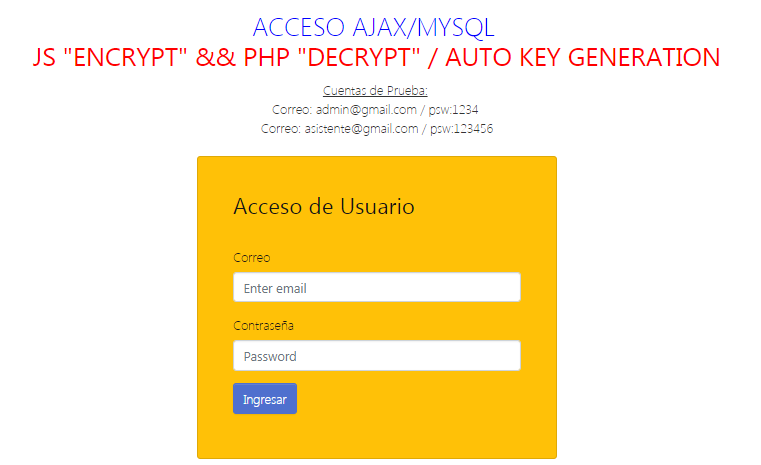 ACCESO AJAX/MYSQL
JS "ENCRYPT" && PHP "DECRYPT" / AUTO KEY GENERATION
Cuentas de Prueba:
Correo: admin@gmail.com / psw:1234
Correo: asistente@gmail.com / psw:123456
Acceso de Usuario
Correo
Enter email
Contraseña
Password
Ingresar